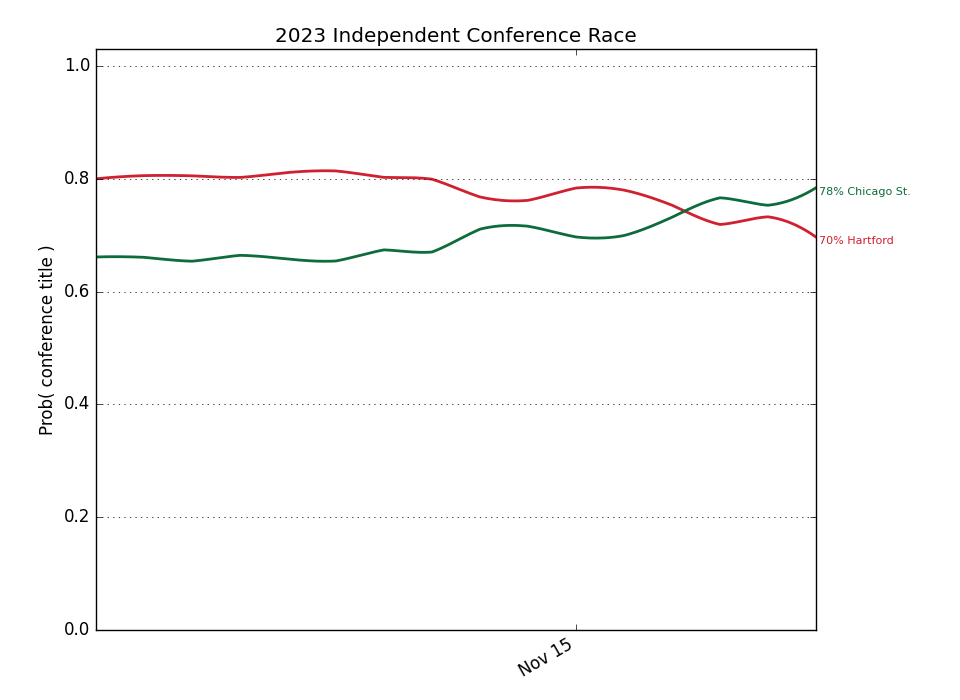 2023 Independent Conference Race
Prob( conference title )
1.0
0.8
0.6
0.4
0.2
0.0
78% Chicago St.
70% Hartford
Nov 15